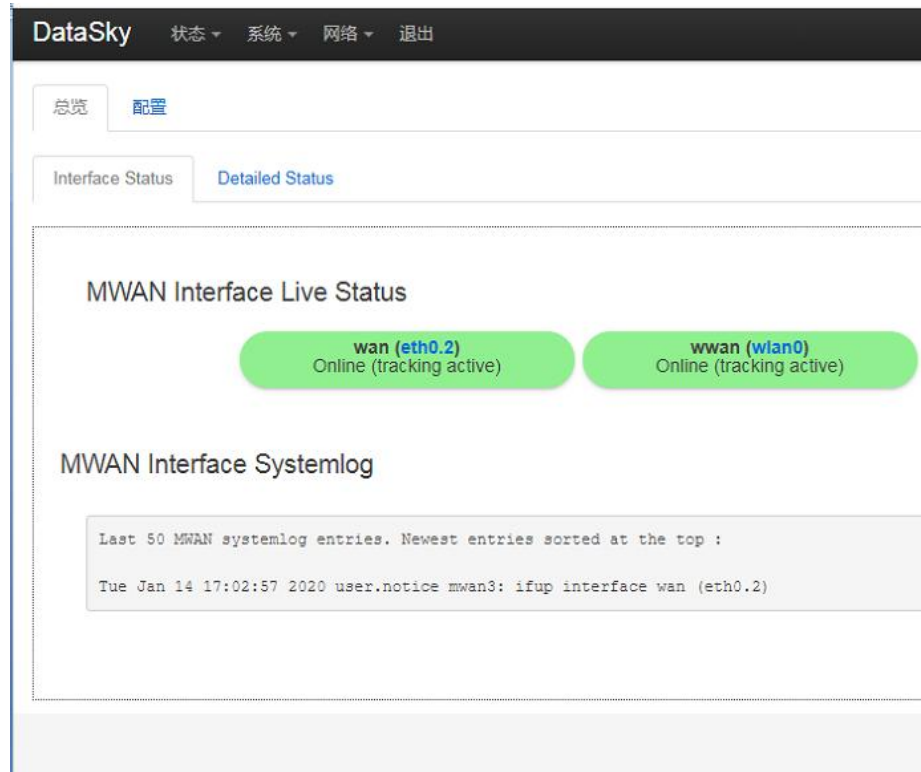 DataSky 状态 系统 网络 退出
总览 配置
Interface Status Detailed Status
MWAN Interface Live Status
wan (eth0.2) wwan (wlan0)
Online (tracking active) Online (tracking active)
MWAN Interface Systemlog
Last 50 MWAN systemlog entries. Newest entries sorted at the top :
Tue Jan 14 17:02:57 2020 user.notice mwan3: ifup interface wan (eth0.2)